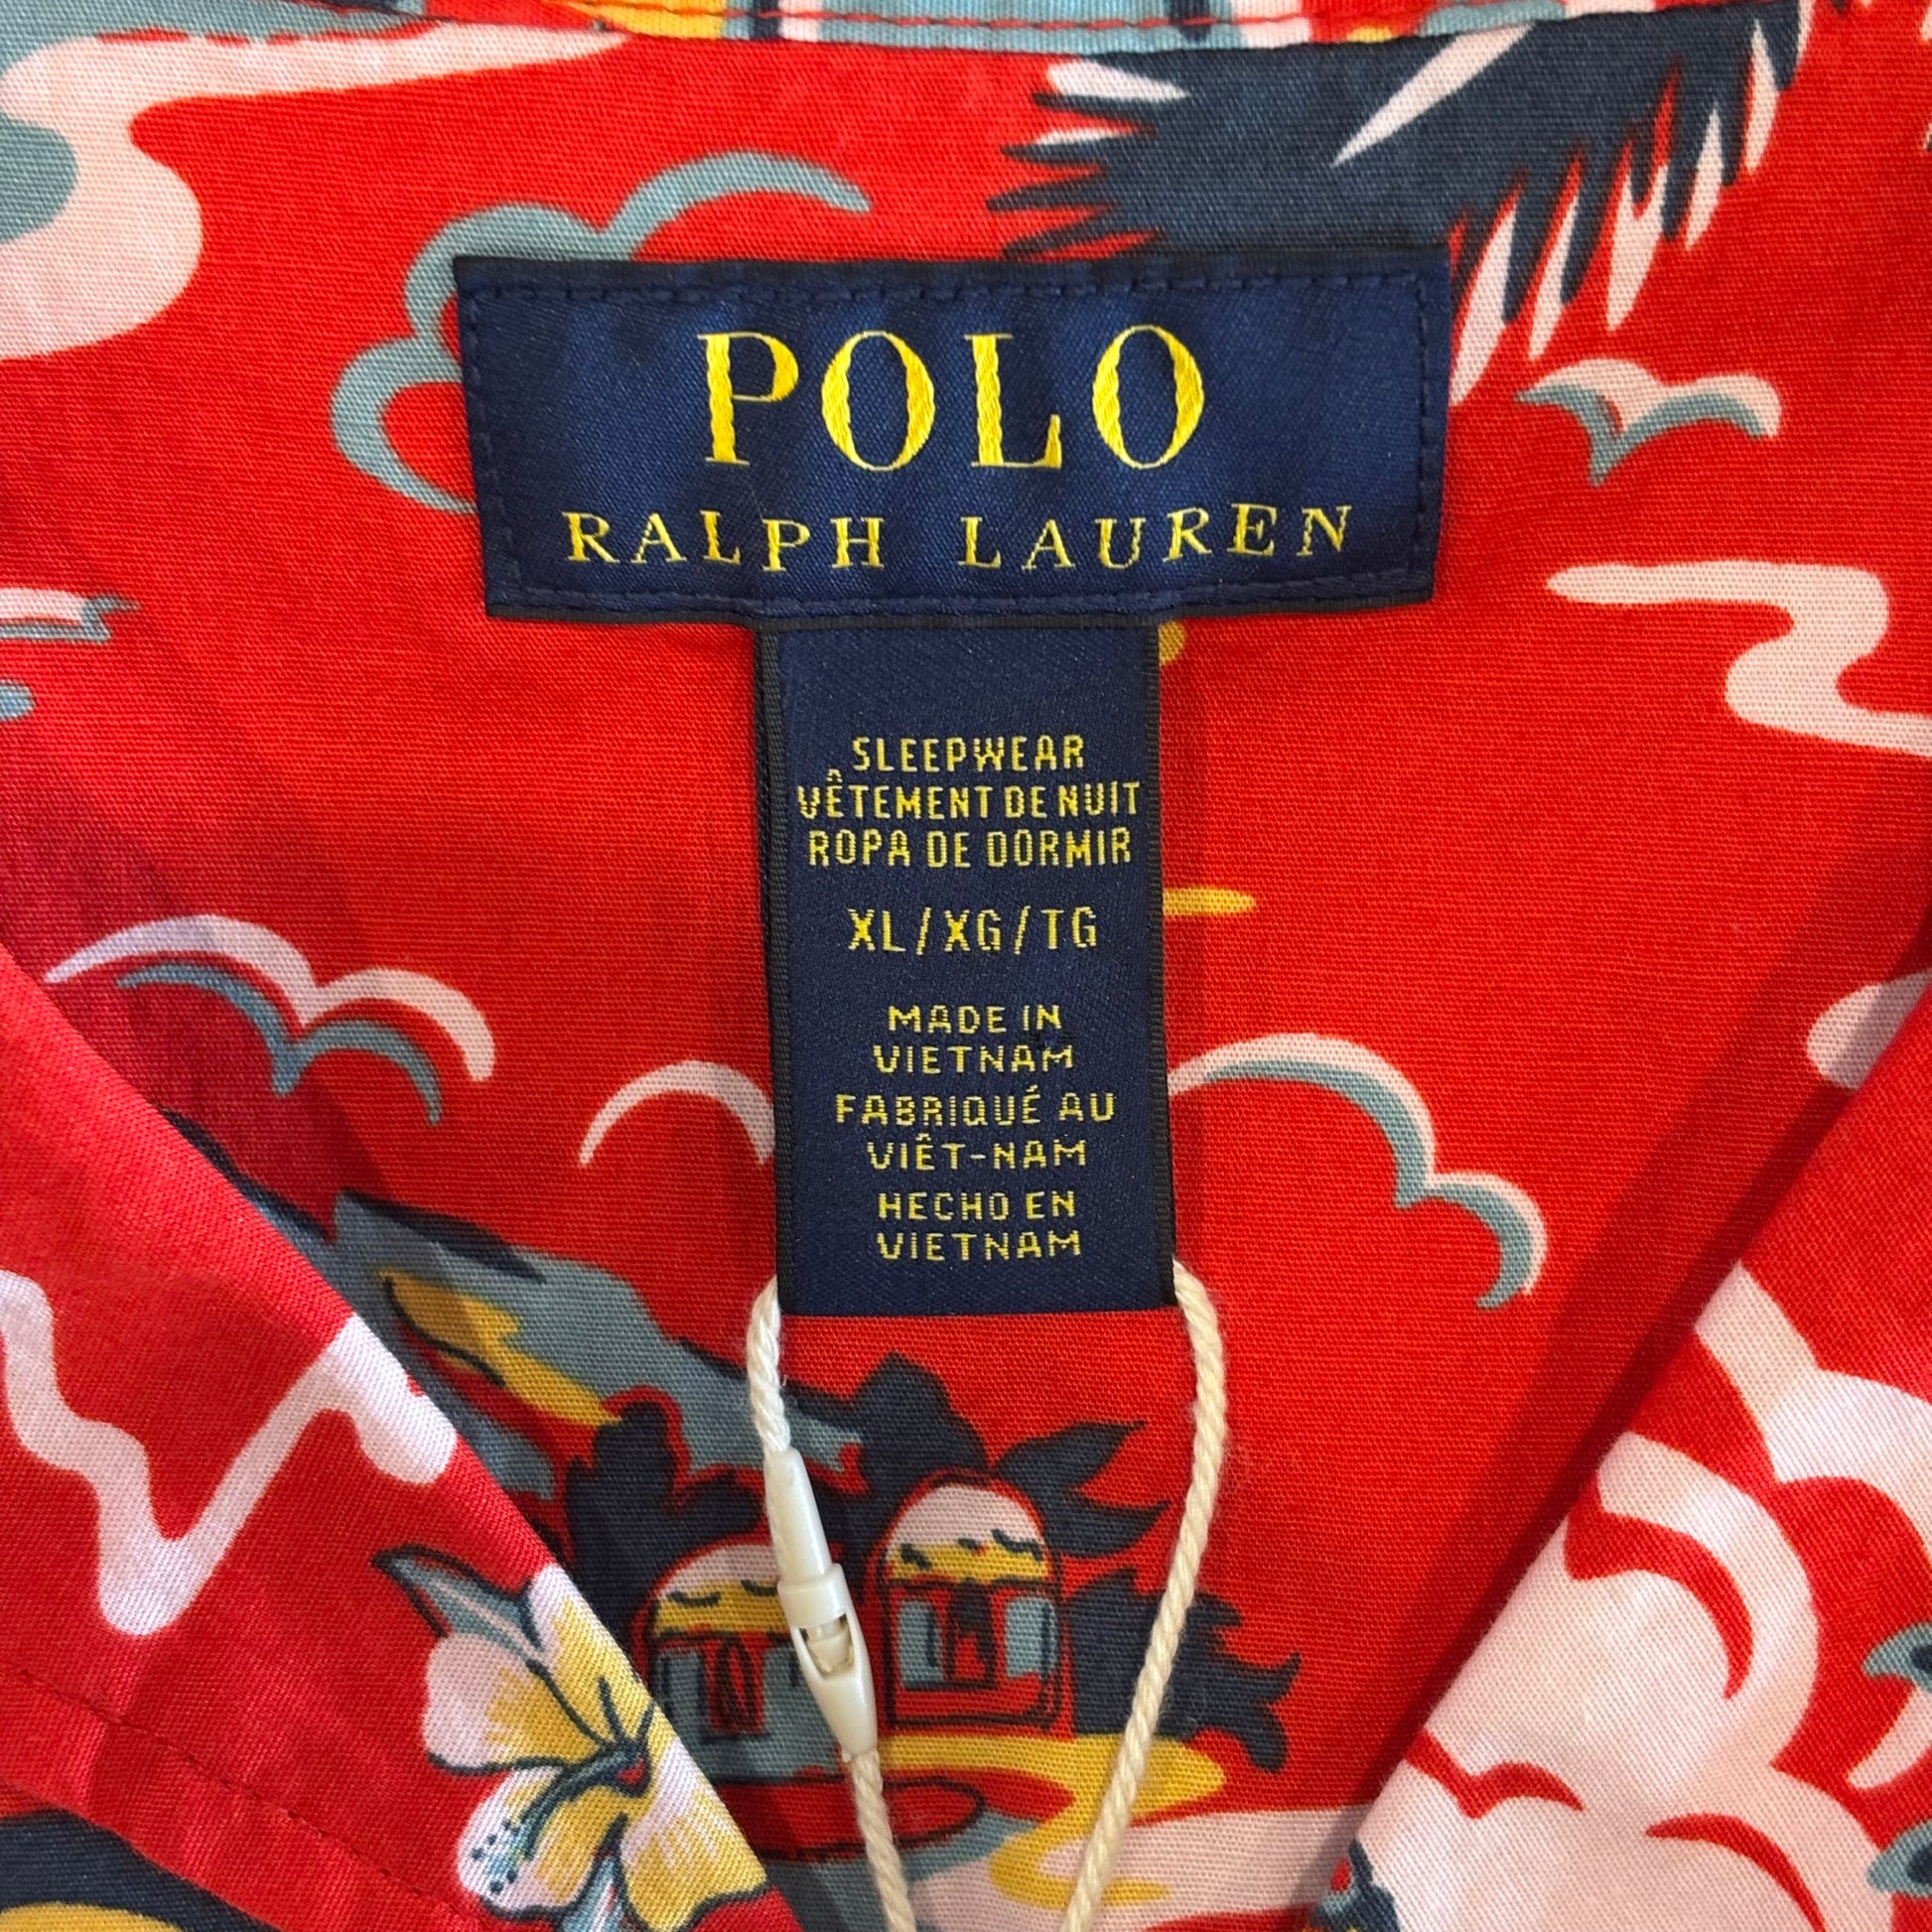 POLO
RALPH LAUREN
SLEEPWEAR
VÊTEMENT DE NUIT
ROPA DE DORMIR
XL/XG/TG
MADE IN
VIETNAM
FABRIQUÉ AU
VIÊT-NAM
HECHO EN
VIETNAM